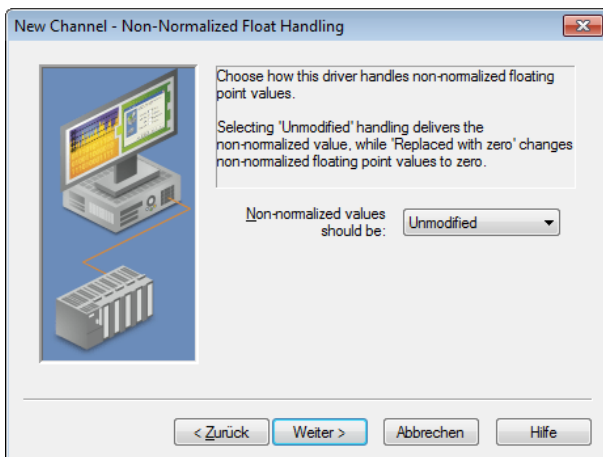 New Channel - Non-Normalized Float Handling
Choose how this driver handles non-normalized floating
point values.
Selecting 'Unmodified' handling delivers the
non-normalized value, while 'Replaced with zero' changes
non-normalized floating point values to zero.
Non-normalized values
should be:
Unmodified
< Zurück
Weiter >
Abbrechen
Hilfe